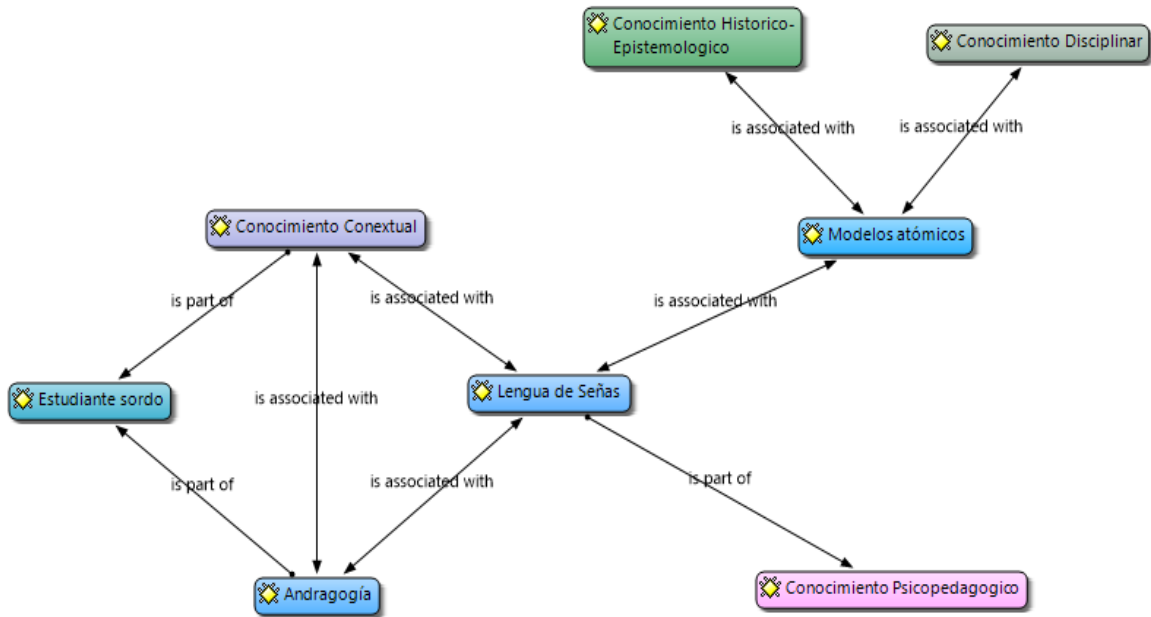 Conocimiento Historico-
Epistemologico
Conocimiento Disciplinar
is associated with
is associated with
Conocimiento Conextual
Modelos atómicos
is part of
is associated with
is associated with
Estudiante sordo
is associated with
Lengua de Señas
is part of
is associated with
is part of
Andragogía
Conocimiento Psicopedagogico